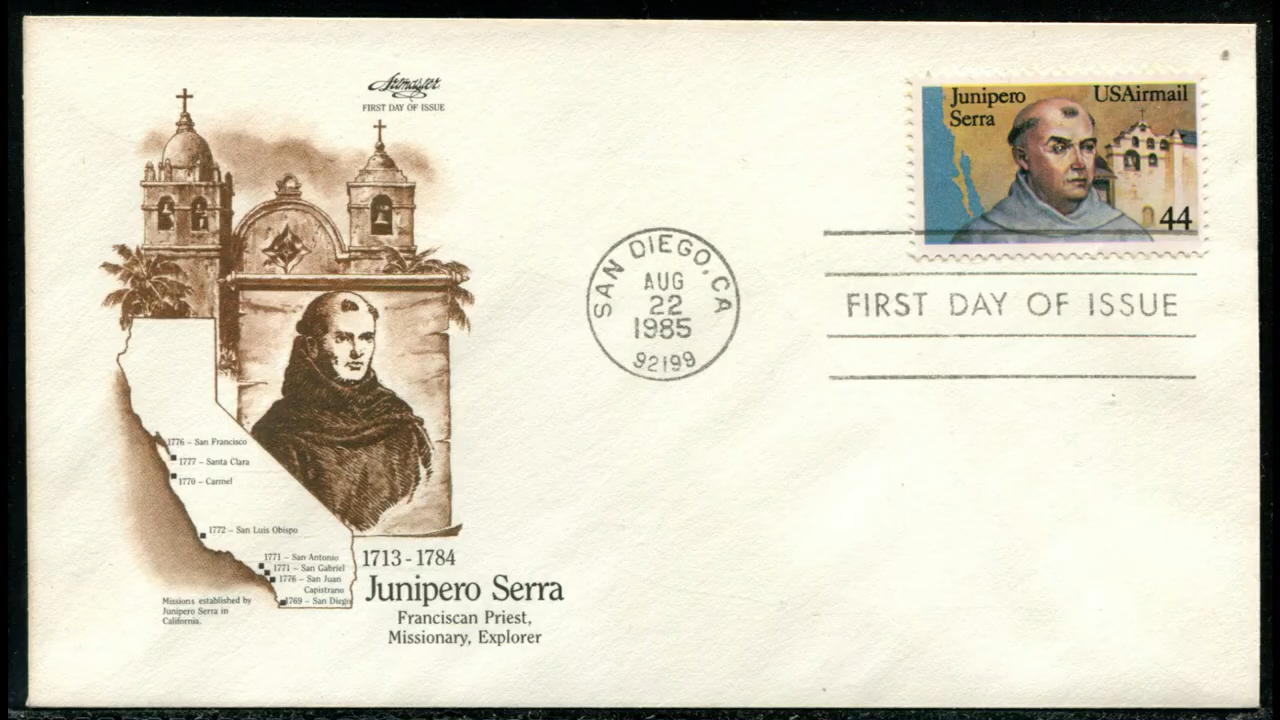 Artmaster
FIRST DAY OF ISSUE
Junipero
Serra
USAirmail
44
SAN DIEGO, CA
AUG
22
1985
92199
FIRST DAY OF ISSUE
1776 – San Francisco
1777 – Santa Clara
1770 – Carmel
1772 – San Luis Obispo
1771 – San Antonio
1771 – San Gabriel
1776 – San Juan
Capistrano
1769 – San Diego
Missions established by
Junipero Serra in
California.
1713 - 1784
Junipero Serra
Franciscan Priest,
Missionary, Explorer